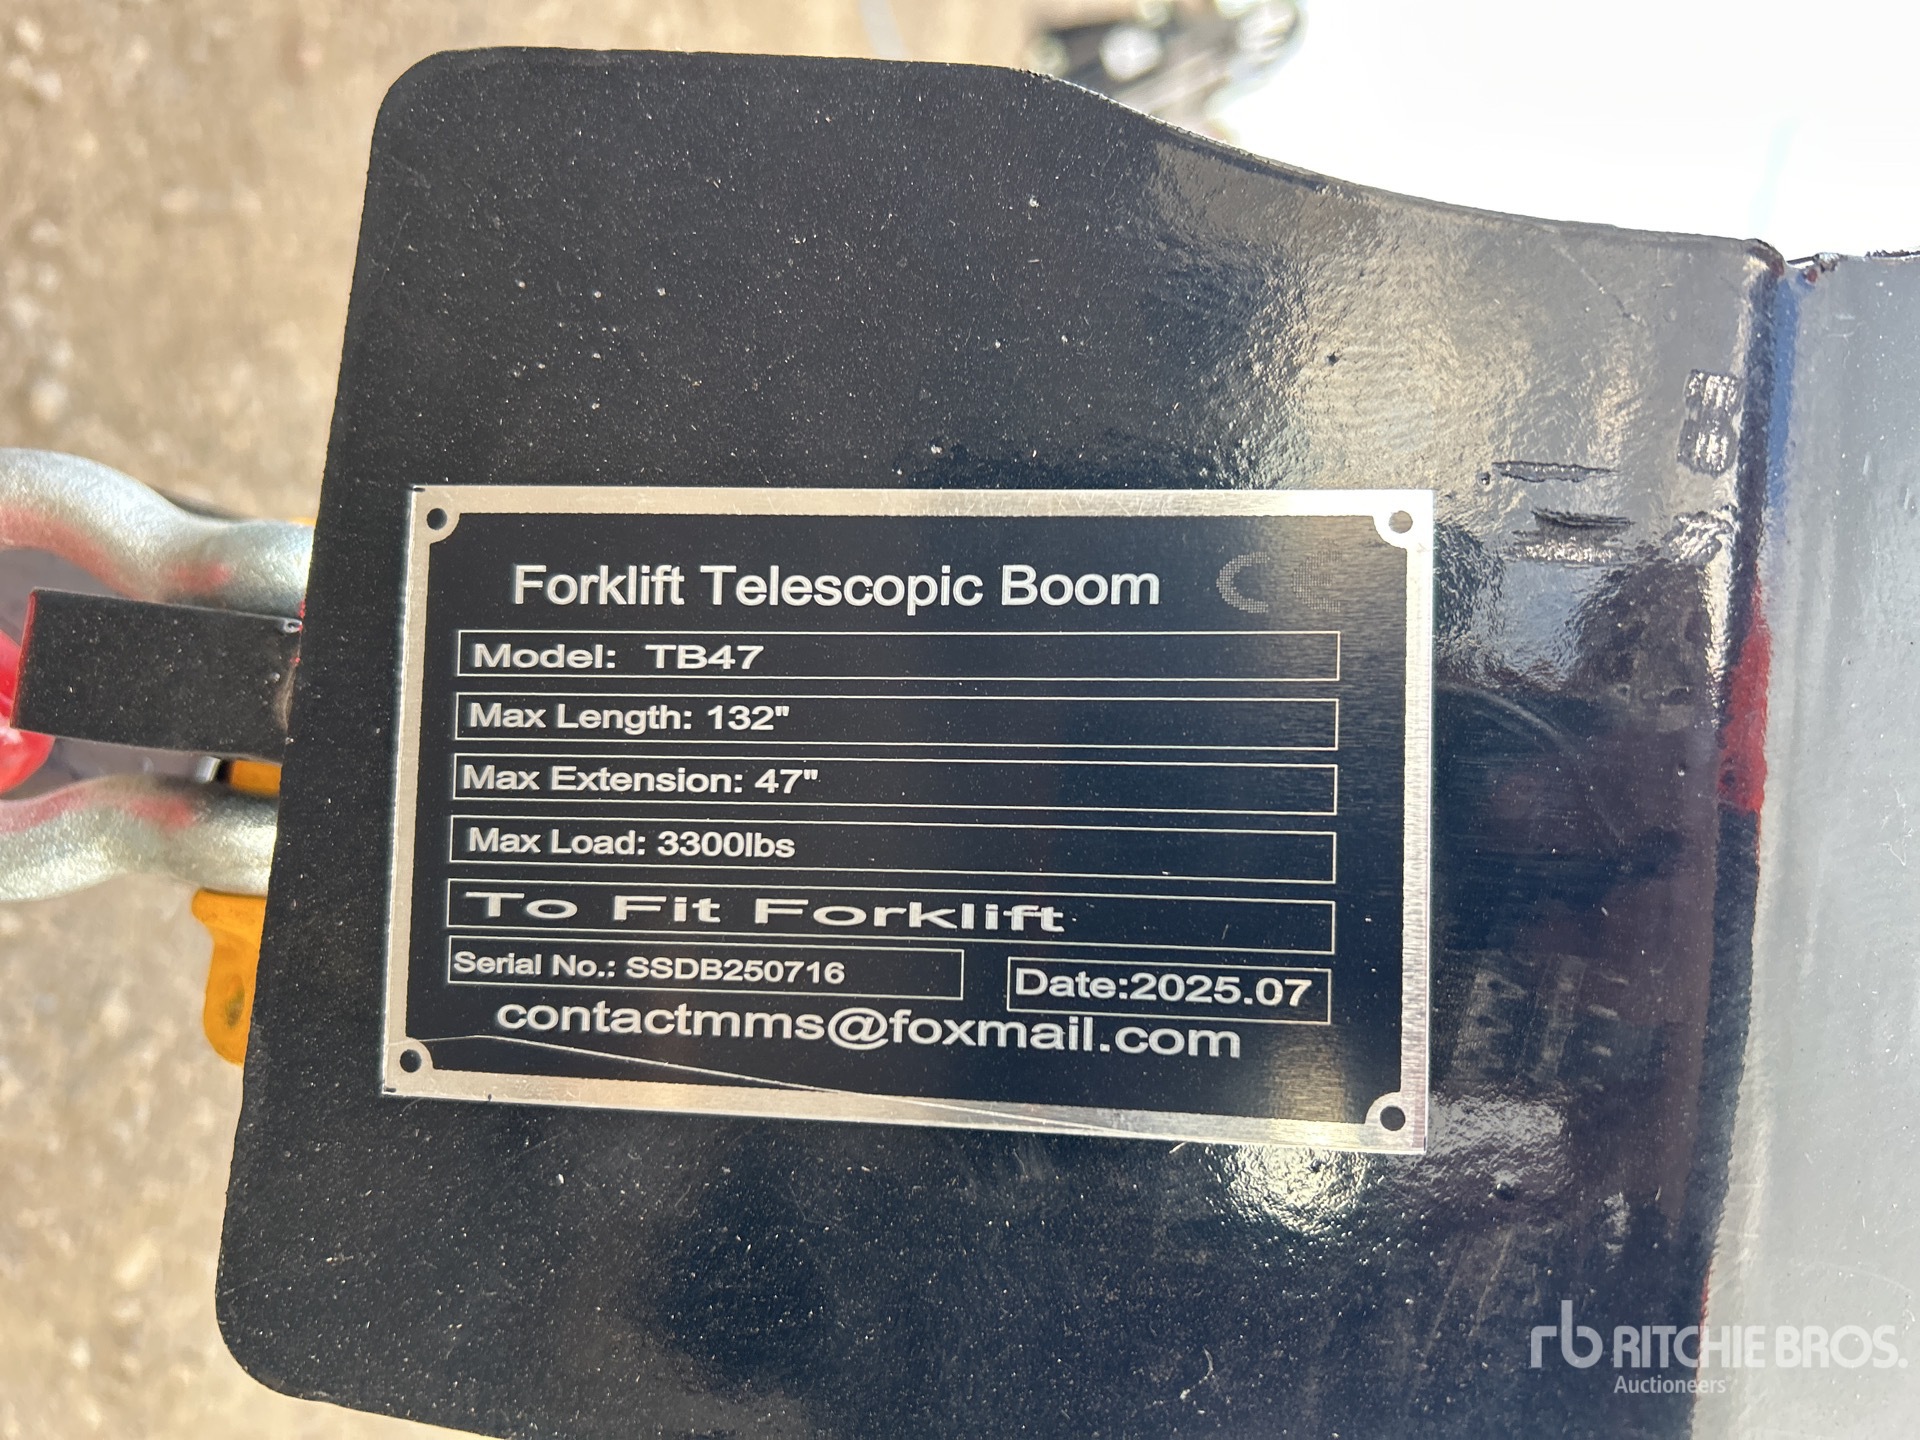 Forklift Telescopic Boom CE
Model: TB47
Max Length: 132"
Max Extension: 47"
Max Load: 3300lbs
To Fit Forklift
Serial No.: SSDB250716
Date:2025.07
contactmms@foxmail.com
rb RITCHIE BROS.
Auctioneers